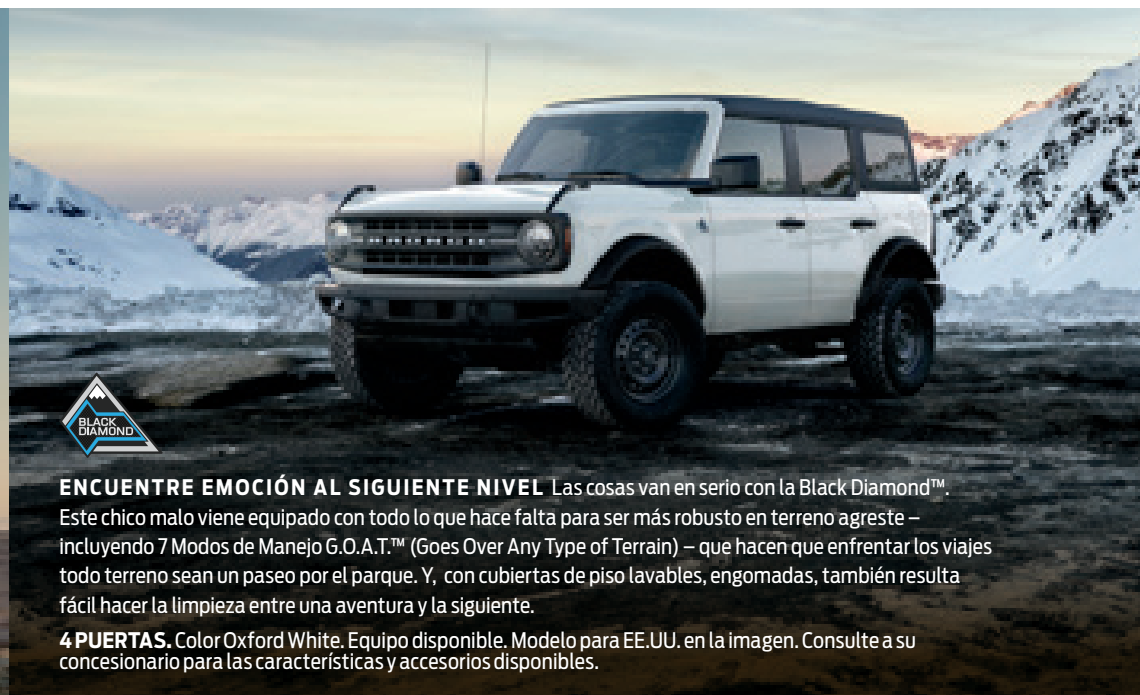 BRONCO
BLACK
DIAMOND
ENCUENTRE EMOCIÓN AL SIGUIENTE NIVEL Las cosas van en serio con la Black Diamond™.
Este chico malo viene equipado con todo lo que hace falta para ser más robusto en terreno agreste –
incluyendo 7 Modos de Manejo G.O.A.T.™ (Goes Over Any Type of Terrain) – que hacen que enfrentar los viajes
todo terreno sean un paseo por el parque. Y, con cubiertas de piso lavables, engomadas, también resulta
fácil hacer la limpieza entre una aventura y la siguiente.
4 PUERTAS. Color Oxford White. Equipo disponible. Modelo para EE.UU. en la imagen. Consulte a su
concesionario para las características y accesorios disponibles.